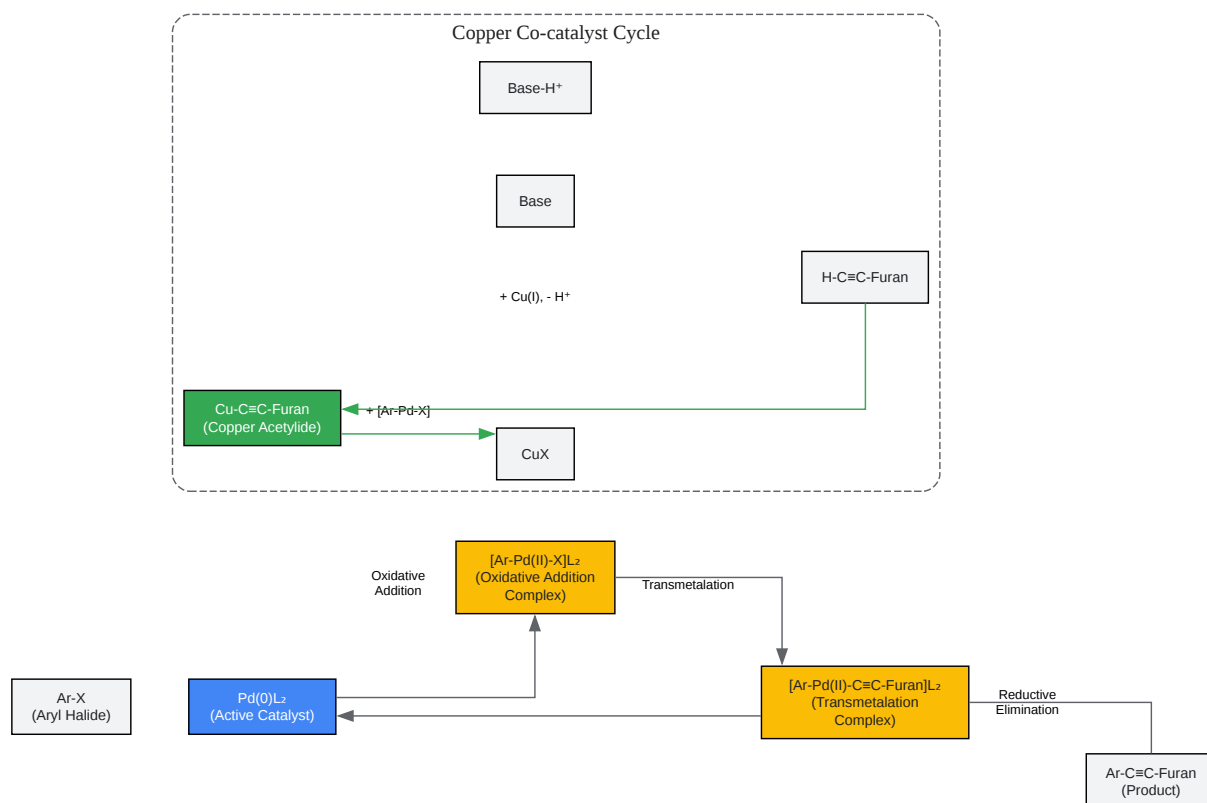 Copper Co-catalyst Cycle
Base-H⁺
Base
H-C≡C-Furan
+ Cu(I), - H⁺
Cu-C≡C-Furan
(Copper Acetylide)
+ [Ar-Pd-X]
CuX
[Ar-Pd(II)-X]L₂
(Oxidative Addition
Complex)
Oxidative
Addition
Transmetalation
Ar-X
(Aryl Halide)
Pd(0)L₂
(Active Catalyst)
[Ar-Pd(II)-C≡C-Furan]L₂
(Transmetalation
Complex)
Reductive
Elimination
Ar-C≡C-Furan
(Product)